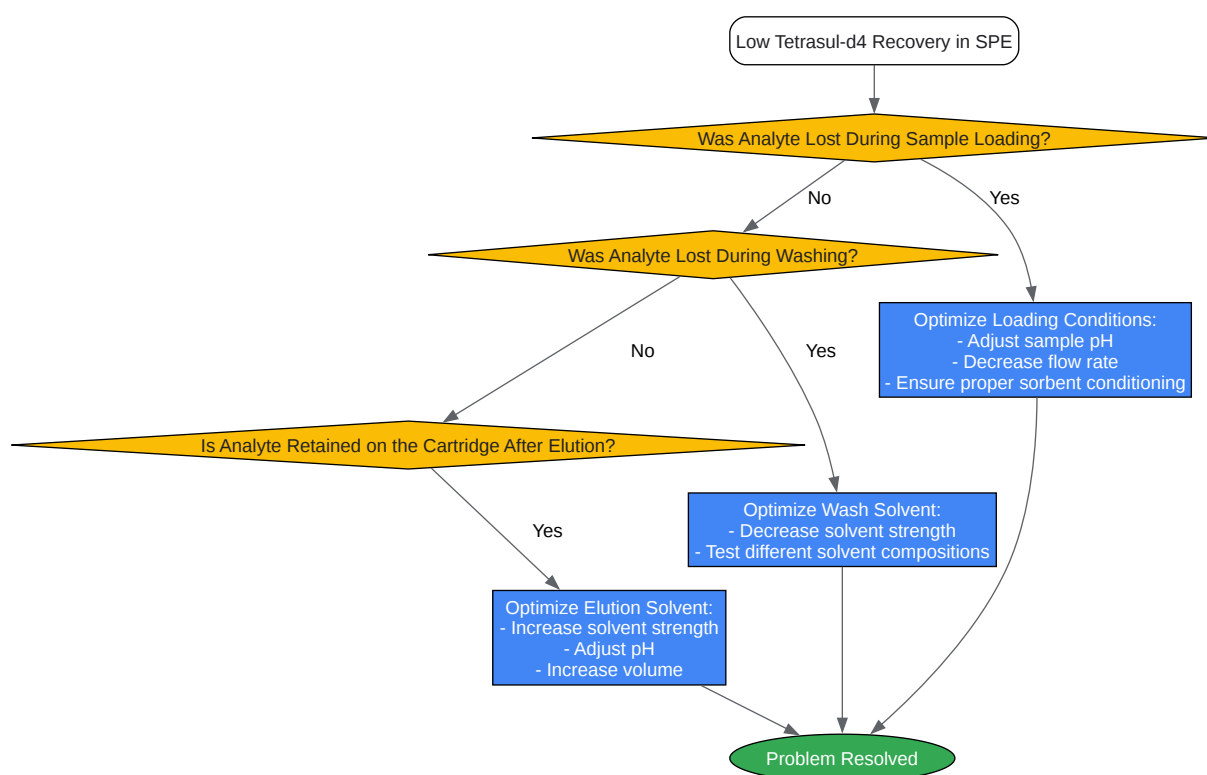 Low Tetrasul-d4 Recovery in SPE
Was Analyte Lost During Sample Loading?
No
Yes
Was Analyte Lost During Washing?
Optimize Loading Conditions:
- Adjust sample pH
- Decrease flow rate
- Ensure proper sorbent conditioning
No
Yes
Is Analyte Retained on the Cartridge After Elution?
Optimize Wash Solvent:
- Decrease solvent strength
- Test different solvent compositions
Yes
Optimize Elution Solvent:
- Increase solvent strength
- Adjust pH
- Increase volume
Problem Resolved